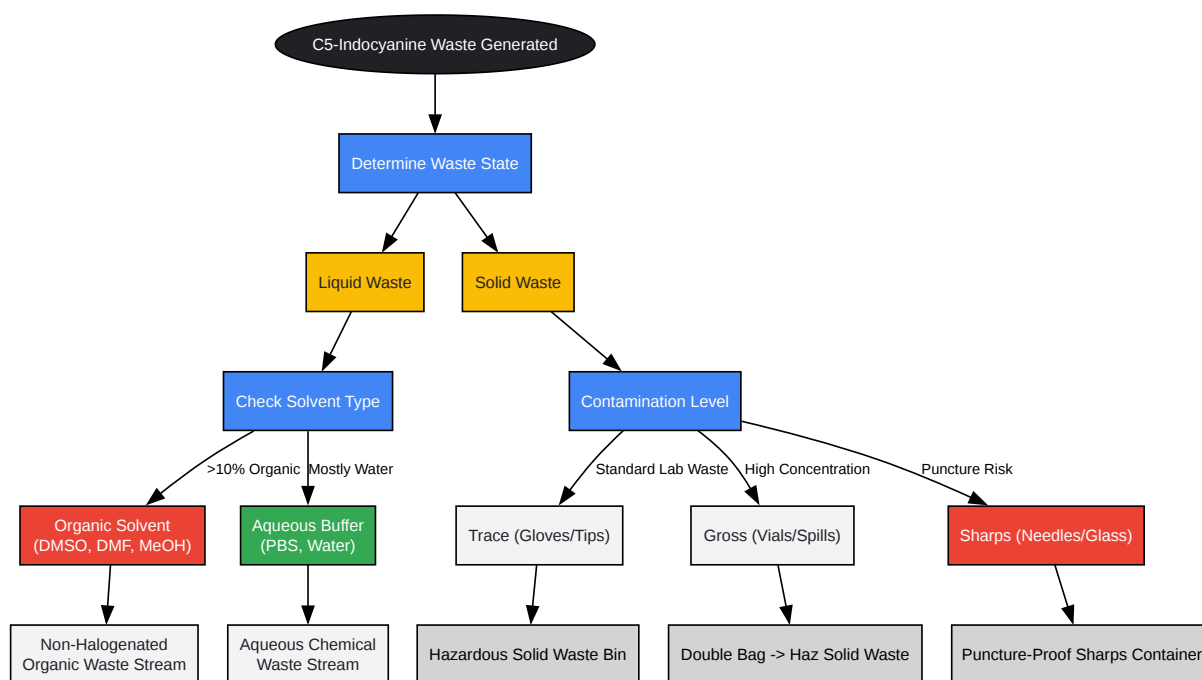 C5-Indocyanine Waste Generated
Determine Waste State
Liquid Waste
Solid Waste
Check Solvent Type
Contamination Level
>10% Organic
Mostly Water
Standard Lab Waste
High Concentration
Puncture Risk
Organic Solvent
(DMSO, DMF, MeOH)
Aqueous Buffer
(PBS, Water)
Trace (Gloves/Tips)
Gross (Vials/Spills)
Sharps (Needles/Glass)
Non-Halogenated
Organic Waste Stream
Aqueous Chemical
Waste Stream
Hazardous Solid Waste Bin
Double Bag -> Haz Solid Waste
Puncture-Proof Sharps Container